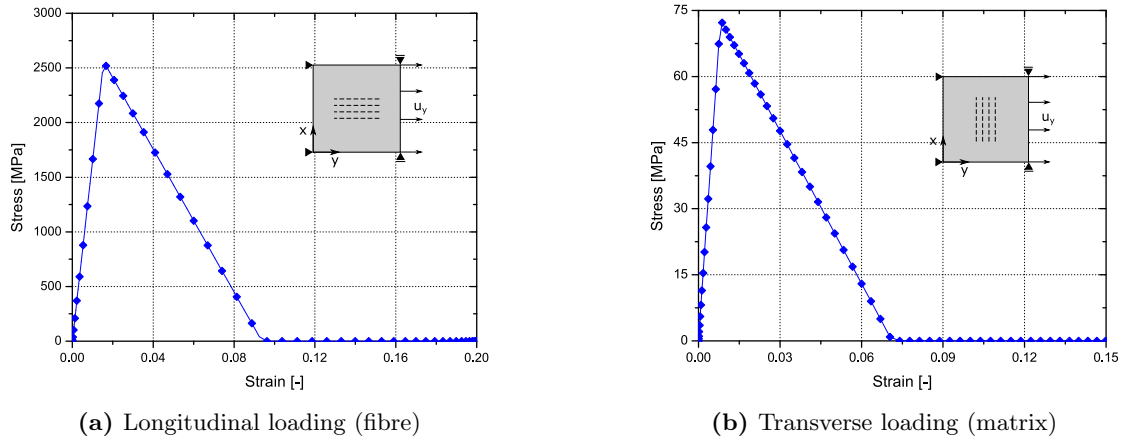 3000
2500
2000
1500
1000
500
0
Stress [MPa]
0.00 0.04 0.08 0.12 0.16 0.20
Strain [-]
x
y
u_y
(a) Longitudinal loading (fibre)
75
60
45
30
15
0
Stress [MPa]
0.00 0.03 0.06 0.09 0.12 0.15
Strain [-]
x
y
u_y
(b) Transverse loading (matrix)